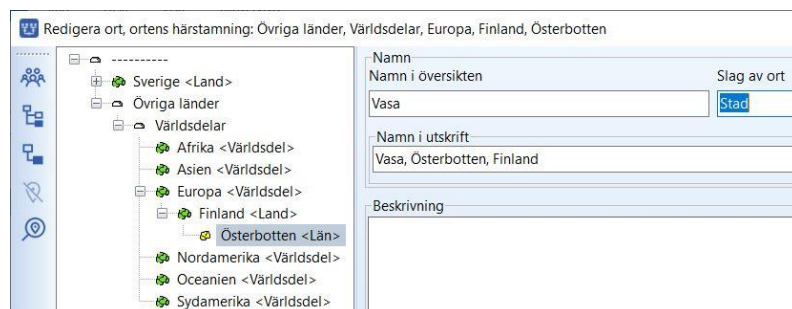 Redigera ort, ortens härstamning: Övriga länder, Världsdelar, Europa, Finland, Österbotten
----------
Sverige <Land>
Övriga länder
Världsdelar
Afrika <Världsdel>
Asien <Världsdel>
Europa <Världsdel>
Finland <Land>
Österbotten <Län>
Nordamerika <Världsdel>
Oceanien <Världsdel>
Sydamerika <Världsdel>
Namn
Namn i översikten
Slag av ort
Vasa
Stad
Namn i utskrift
Vasa, Österbotten, Finland
Beskrivning